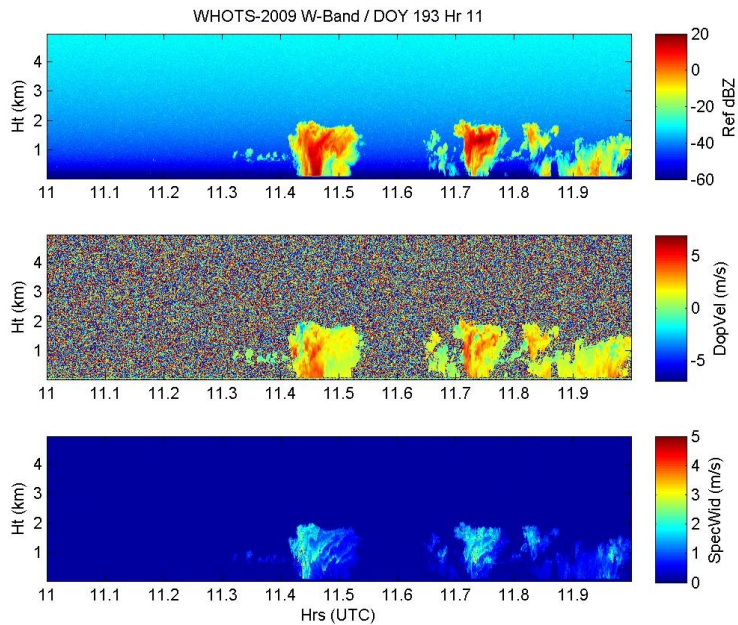 WHOTS-2009 W-Band / DOY 193 Hr 11
Ht (km)
4
3
2
1
11 11.1 11.2 11.3 11.4 11.5 11.6 11.7 11.8 11.9
20
0
-20
-40
-60
Ref dBZ
Ht (km)
4
3
2
1
11 11.1 11.2 11.3 11.4 11.5 11.6 11.7 11.8 11.9
5
0
-5
DopVel (m/s)
Ht (km)
4
3
2
1
11 11.1 11.2 11.3 11.4 11.5 11.6 11.7 11.8 11.9
Hrs (UTC)
5
4
3
2
1
0
SpecWid (m/s)